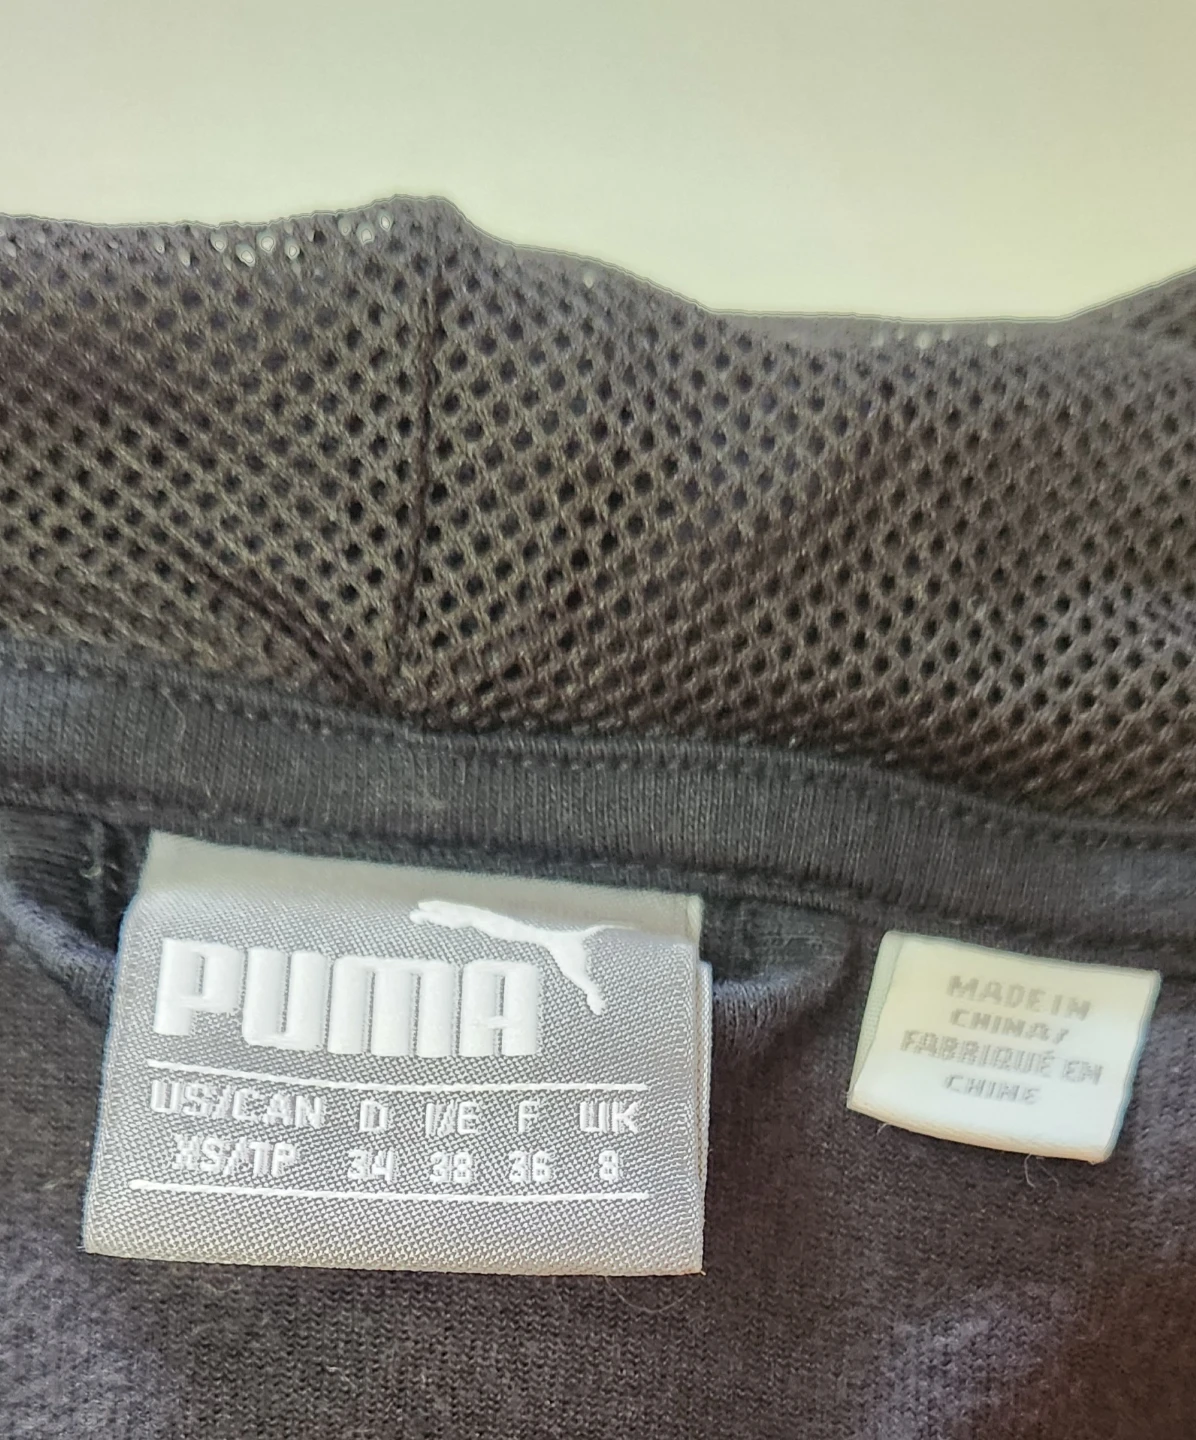 PUMA
US/CAN D I/E F UK
XS/TP 34 38 36 8
MADE IN
CHINA/
FABRIQUÉ EN
CHINE